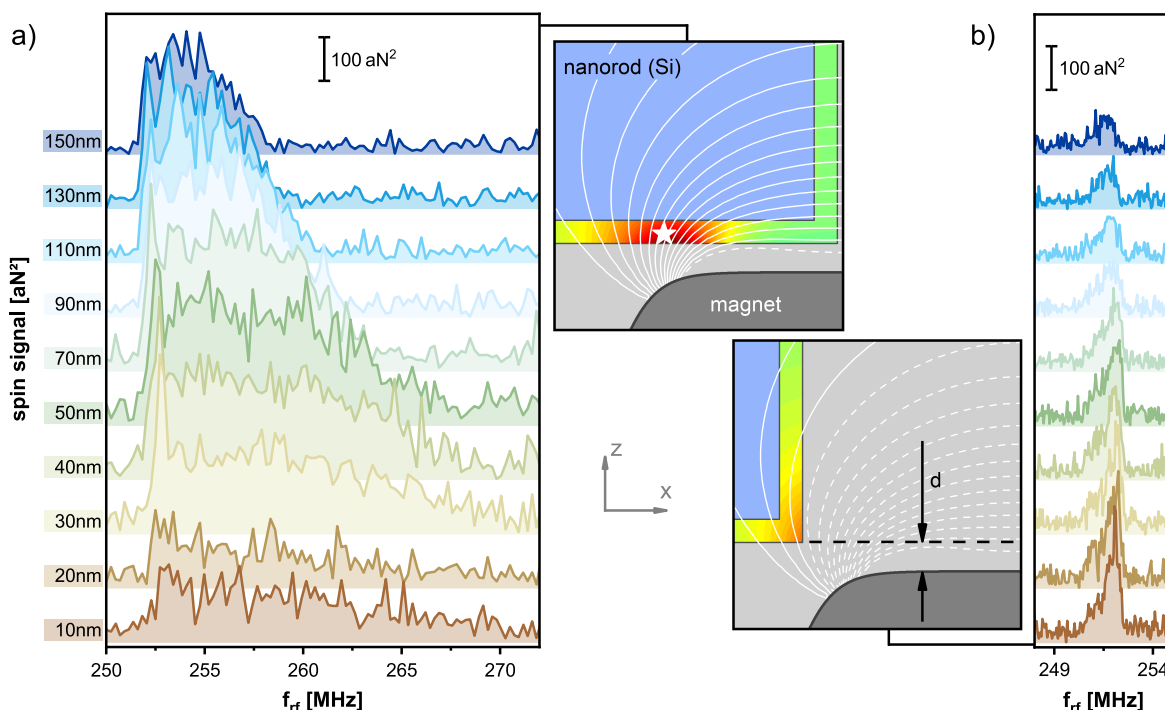 a)
100 aN²
spin signal [aN²]
150nm
130nm
110nm
90nm
70nm
50nm
40nm
30nm
20nm
10nm
250
255
260
265
270
f_rf [MHz]
nanorod (Si)
magnet
z
x
d
b)
100 aN²
249
254
f_rf [MHz]